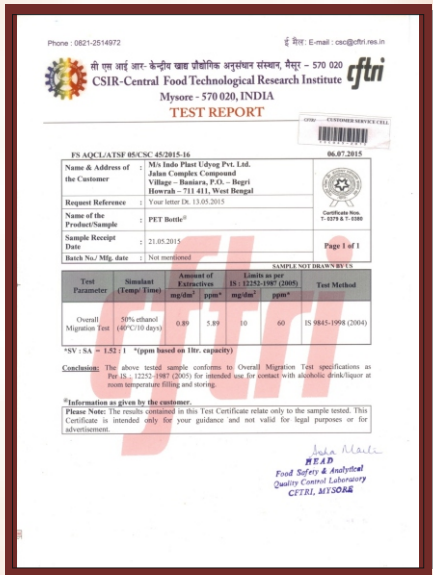 Phone : 0821-2514972
ई मैल: E-mail : csc@cftri.res.in
सी एस आई आर- केन्द्रीय खाद्य प्रौद्योगिक अनुसंधान संस्थान, मैसूर - 570 020
CSIR-Central Food Technological Research Institute
cftri
Mysore - 570 020, INDIA
TEST REPORT
CUSTOMER SERVICE CELL
FS AQCL/ATSF 05/CSC 45/2015-16
06.07.2015
Name & Address of the Customer : M/s Indo Plast Udyog Pvt. Ltd.
Jalan Complex Compound
Village – Baniara, P.O. – Begri
Howrah – 711 411, West Bengal
Request Reference : Your letter Dt. 13.05.2015
Certificate Nos.
T- 0379 & T- 0380
Name of the Product/Sample : PET Bottle@
Sample Receipt Date : 21.05.2015
Page 1 of 1
Batch No./ Mfg. date : Not mentioned
SAMPLE NOT DRAWN BY US
Test Parameter
Simulant (Temp/ Time)
Amount of Extractives
Limits as per IS : 12252-1987 (2005)
Test Method
mg/dm² ppm* mg/dm² ppm*
Overall Migration Test
50% ethanol (40°C/10 days)
0.89 5.89 10 60 IS 9845-1998 (2004)
*SV : SA = 1.52 : 1 *(ppm based on 1ltr. capacity)
Conclusion: The above tested sample conforms to Overall Migration Test specifications as
Per IS : 12252-1987 (2005) for intended use for contact with alcoholic drink/liquor at
room temperature filling and storing.
@Information as given by the customer.
Please Note: The results contained in this Test Certificate relate only to the sample tested. This
Certificate is intended only for your guidance and not valid for legal purposes or for
advertisement.
HEAD
Food Safety & Analytical
Quality Control Laboratory
CFTRI, MYSORE
cftri